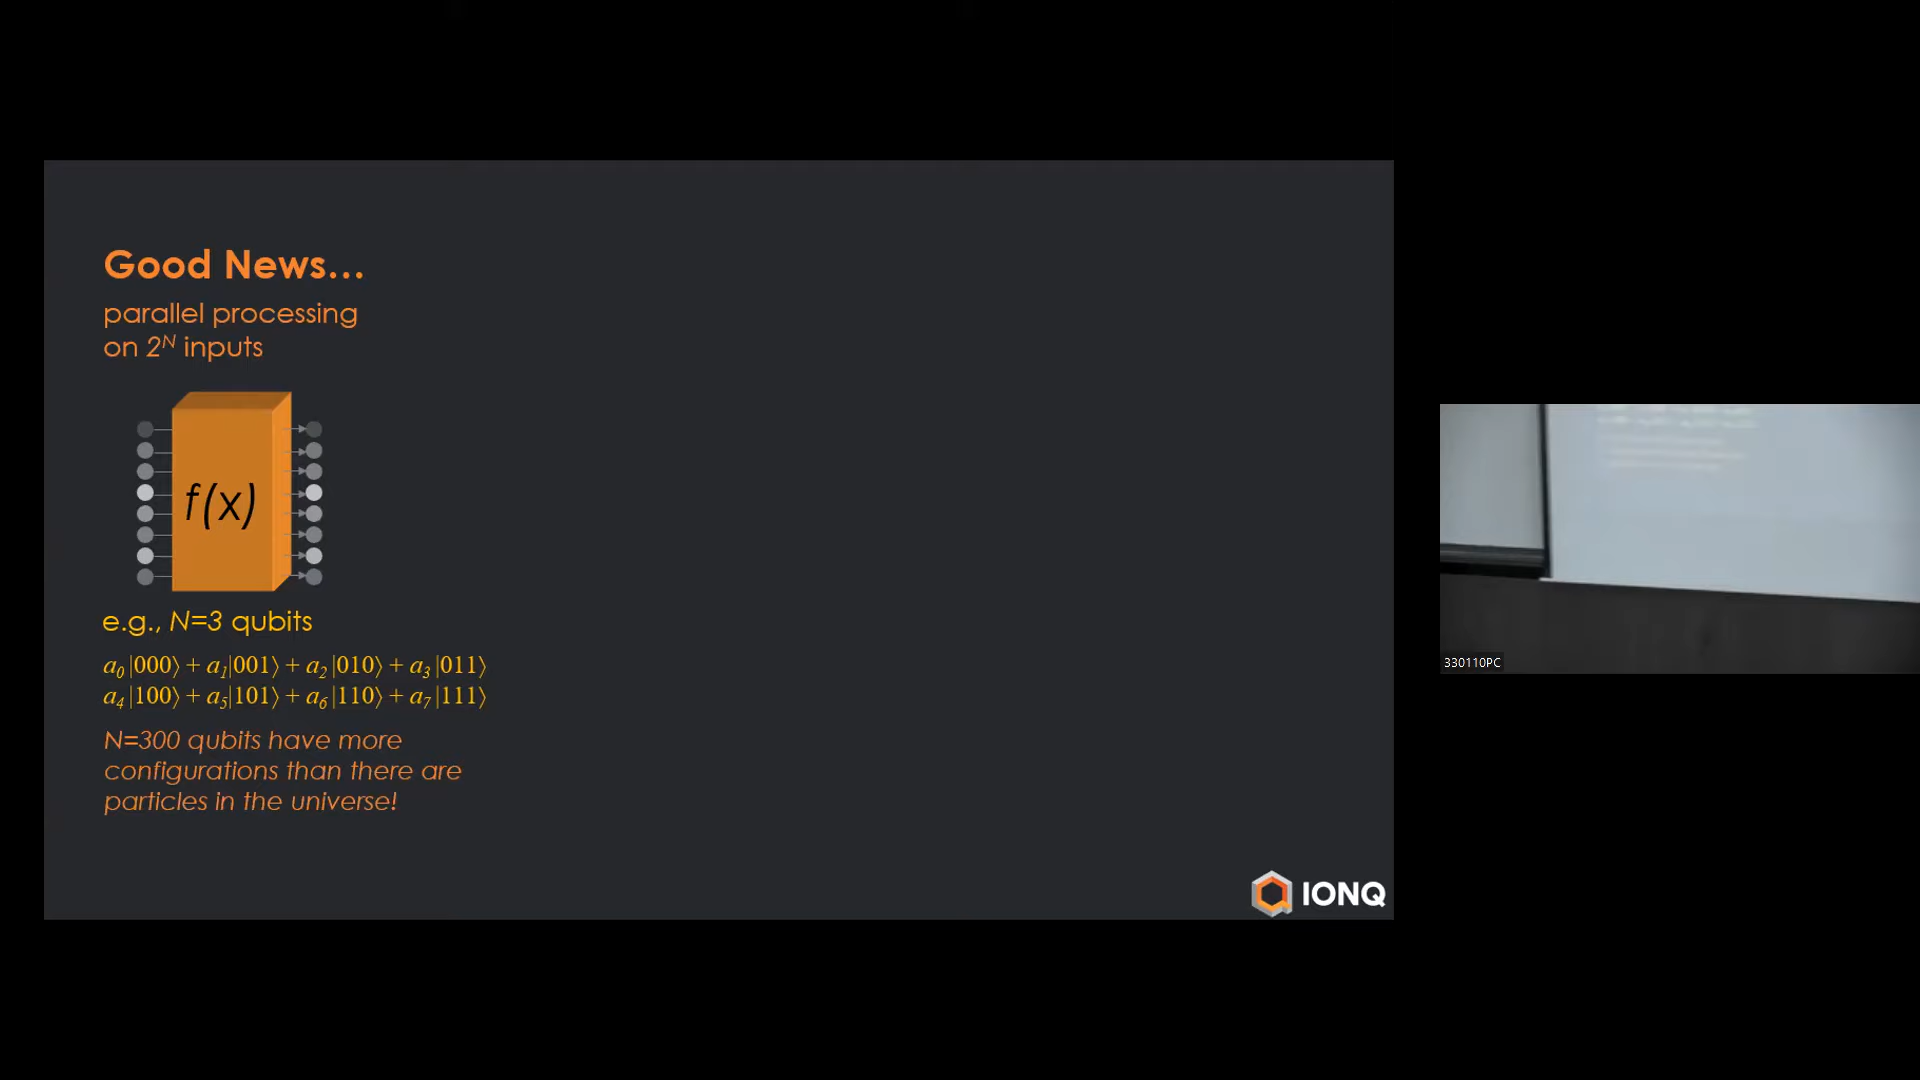 Good News...
parallel processing
on 2ᴺ inputs
f(x)
e.g., N=3 qubits
a₀|000⟩ + a₁|001⟩ + a₂|010⟩ + a₃|011⟩
a₄|100⟩ + a₅|101⟩ + a₆|110⟩ + a₇|111⟩
N=300 qubits have more
configurations than there are
particles in the universe!
IONQ
330110PC